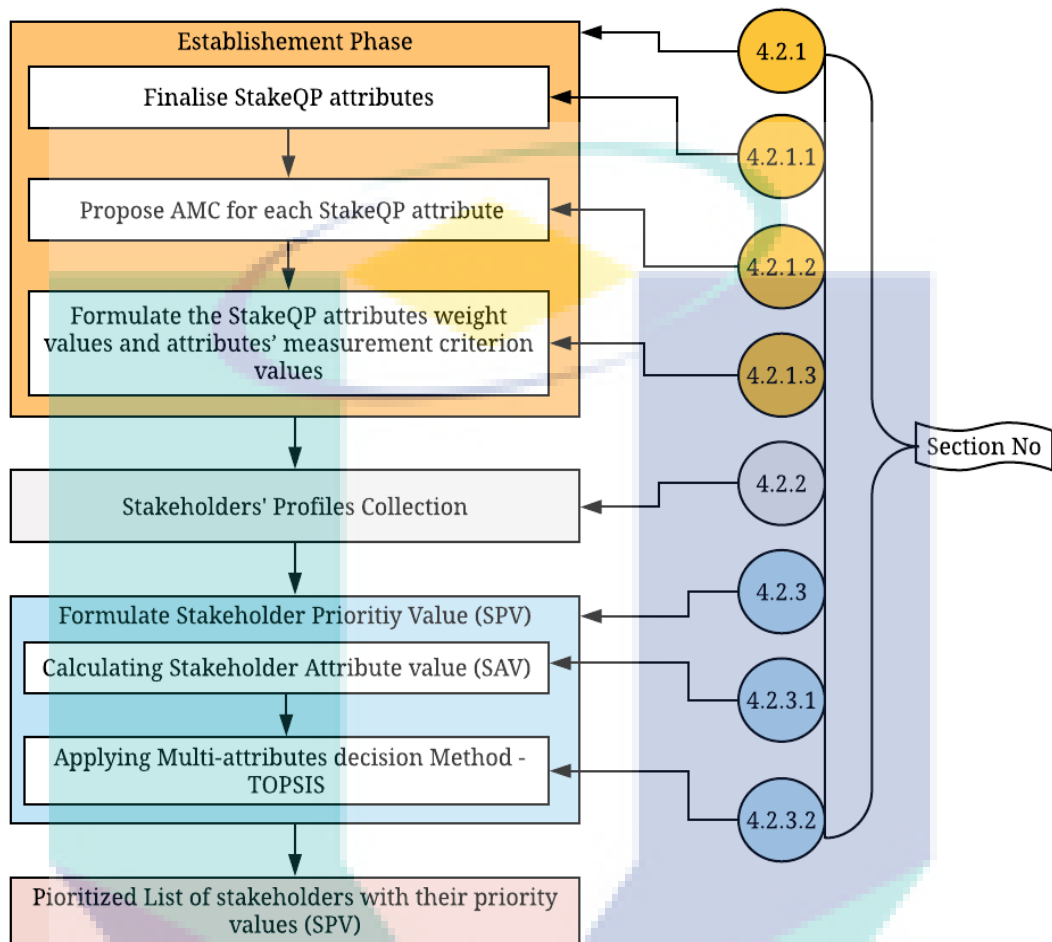 Establishement Phase
Finalise StakeQP attributes
Propose AMC for each StakeQP attribute
Formulate the StakeQP attributes weight
values and attributes’ measurement criterion
values
Stakeholders' Profiles Collection
Formulate Stakeholder Prioritiy Value (SPV)
Calculating Stakeholder Attribute value (SAV)
Applying Multi-attributes decision Method -
TOPSIS
Pioritized List of stakeholders with their priority
values (SPV)
4.2.1
4.2.1.1
4.2.1.2
4.2.1.3
4.2.2
4.2.3
4.2.3.1
4.2.3.2
Section No